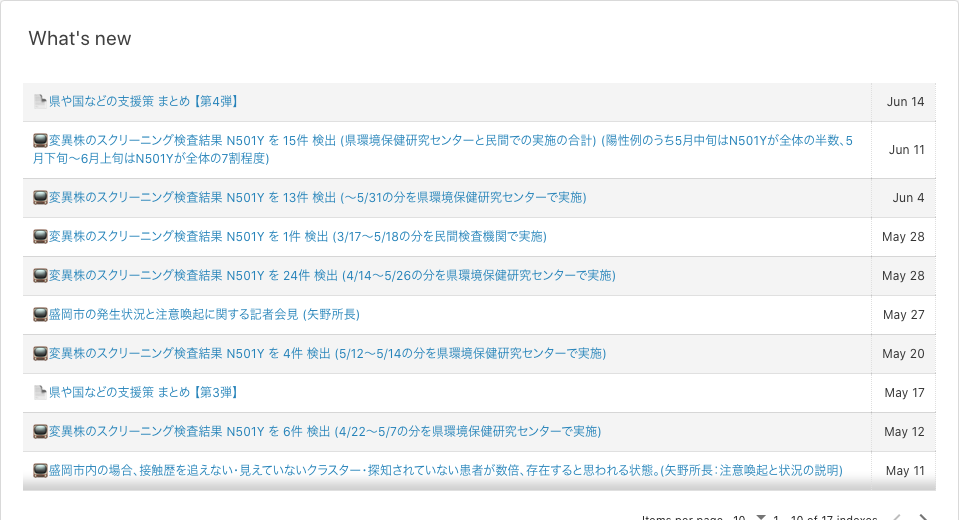 What's new
県や国などの支援策 まとめ 【第4弾】
Jun 14
変異株のスクリーニング検査結果 N501Y を 15件 検出 (県環境保健研究センターと民間での実施の合計) (陽性例のうち5月中旬はN501Yが全体の半数、5
月下旬〜6月上旬はN501Yが全体の7割程度)
Jun 11
変異株のスクリーニング検査結果 N501Y を 13件 検出 (〜5/31の分を県環境保健研究センターで実施)
Jun 4
変異株のスクリーニング検査結果 N501Y を 1件 検出 (3/17〜5/18の分を民間検査機関で実施)
May 28
変異株のスクリーニング検査結果 N501Y を 24件 検出 (4/14〜5/26の分を県環境保健研究センターで実施)
May 28
盛岡市の発生状況と注意喚起に関する記者会見 (矢野所長)
May 27
変異株のスクリーニング検査結果 N501Y を 4件 検出 (5/12〜5/14の分を県環境保健研究センターで実施)
May 20
県や国などの支援策 まとめ 【第3弾】
May 17
変異株のスクリーニング検査結果 N501Y を 6件 検出 (4/22〜5/7の分を県環境保健研究センターで実施)
May 12
盛岡市内の場合、接触歴を追えない・見えていないクラスター・探知されていない患者が数倍、存在すると思われる状態。(矢野所長：注意喚起と状況の説明)
May 11
Items per page 10 1 - 10 of 17 indexes